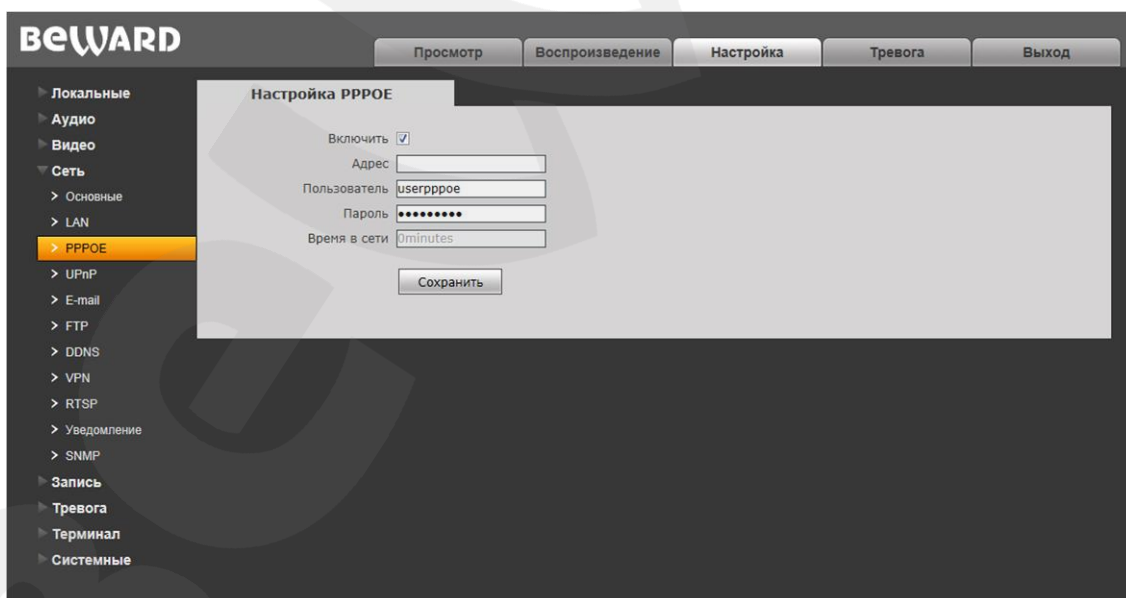 BEWARD
Просмотр Воспроизведение Настройка Тревога Выход
Локальные
Аудио
Видео
Сеть
> Основные
> LAN
> PPPOE
> UPnP
> E-mail
> FTP
> DDNS
> VPN
> RTSP
> Уведомление
> SNMP
Запись
Тревога
Терминал
Системные
Настройка PPPOE
Включить
Адрес
Пользователь userpppoe
Пароль •••••••••
Время в сети 0minutes
Сохранить